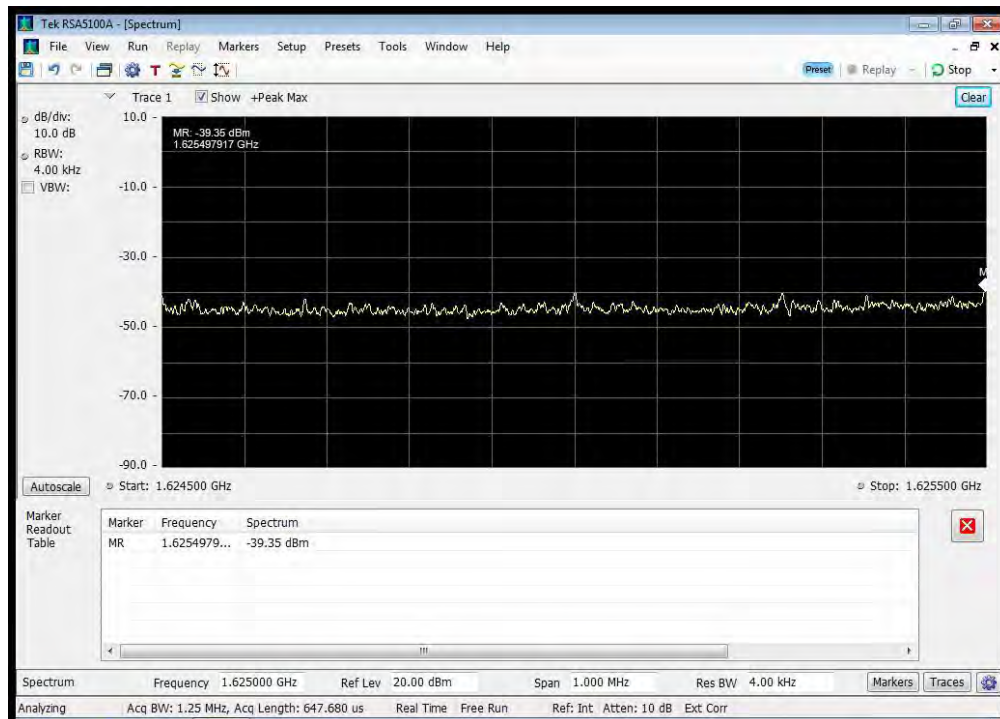 Tek RSA5100A - [Spectrum]
File View Run Replay Markers Setup Presets Tools Window Help
T Preset Replay Stop
Trace 1 Show +Peak Max Clear
dB/div:
10.0 dB
RBW:
4.00 kHz
VBW:
10.0
-10.0
-30.0
-50.0
-70.0
-90.0
MR: -39.35 dBm
1.625497917 GHz
M
Autoscale Start: 1.624500 GHz Stop: 1.625500 GHz
Marker
Readout
Table
Marker Frequency Spectrum
MR 1.6254979... -39.35 dBm
Spectrum Frequency 1.625000 GHz Ref Lev 20.00 dBm Span 1.000 MHz Res BW 4.00 kHz Markers Traces
Analyzing Acq BW: 1.25 MHz, Acq Length: 647.680 us Real Time Free Run Ref: Int Atten: 10 dB Ext Corr